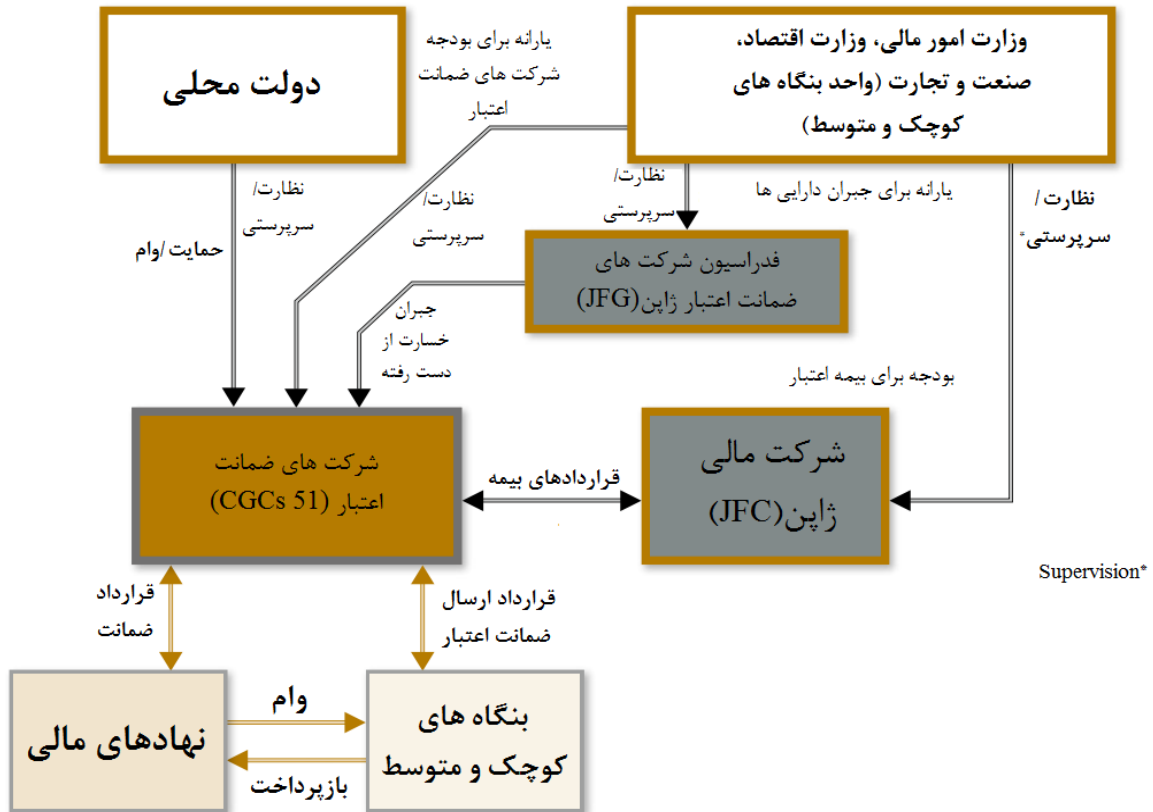 وزارت امور مالی، وزارت اقتصاد،
صنعت و تجارت (واحد بنگاه های
کوچک و متوسط)
یارانه برای بودجه
شرکت های ضمانت
اعتبار
دولت محلی
نظارت /
سرپرستی*
یارانه برای جبران دارایی ها
نظارت/
سرپرستی
نظارت/
سرپرستی
نظارت/
سرپرستی
حمایت /وام
فدراسیون شرکت های
ضمانت اعتبار ژاپن(JFG)
جبران
خسارت از
دست رفته
بودجه برای بیمه اعتبار
شرکت مالی
ژاپن(JFC)
قراردادهای بیمه
شرکت های ضمانت
اعتبار (CGCs 51)
Supervision*
قرارداد ارسال
ضمانت اعتبار
قرارداد
ضمانت
بنگاه های
کوچک و متوسط
وام
بازپرداخت
نهادهای مالی